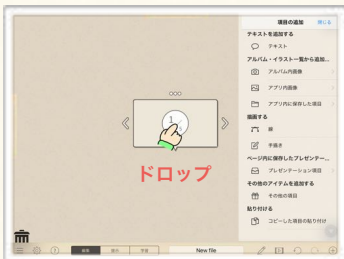 項目の追加 閉じる
テキストを追加する
テキスト
アルバム・イラスト一覧から追加...
アルバム内画像
アプリ内画像
アプリ内に保存した項目
描画する
線
手書き
ページ内に保存したプレゼンテー...
プレゼンテーション項目
その他のアイテムを追加する
その他の項目
貼り付ける
コピーした項目の貼り付け
1
ドロップ
New file